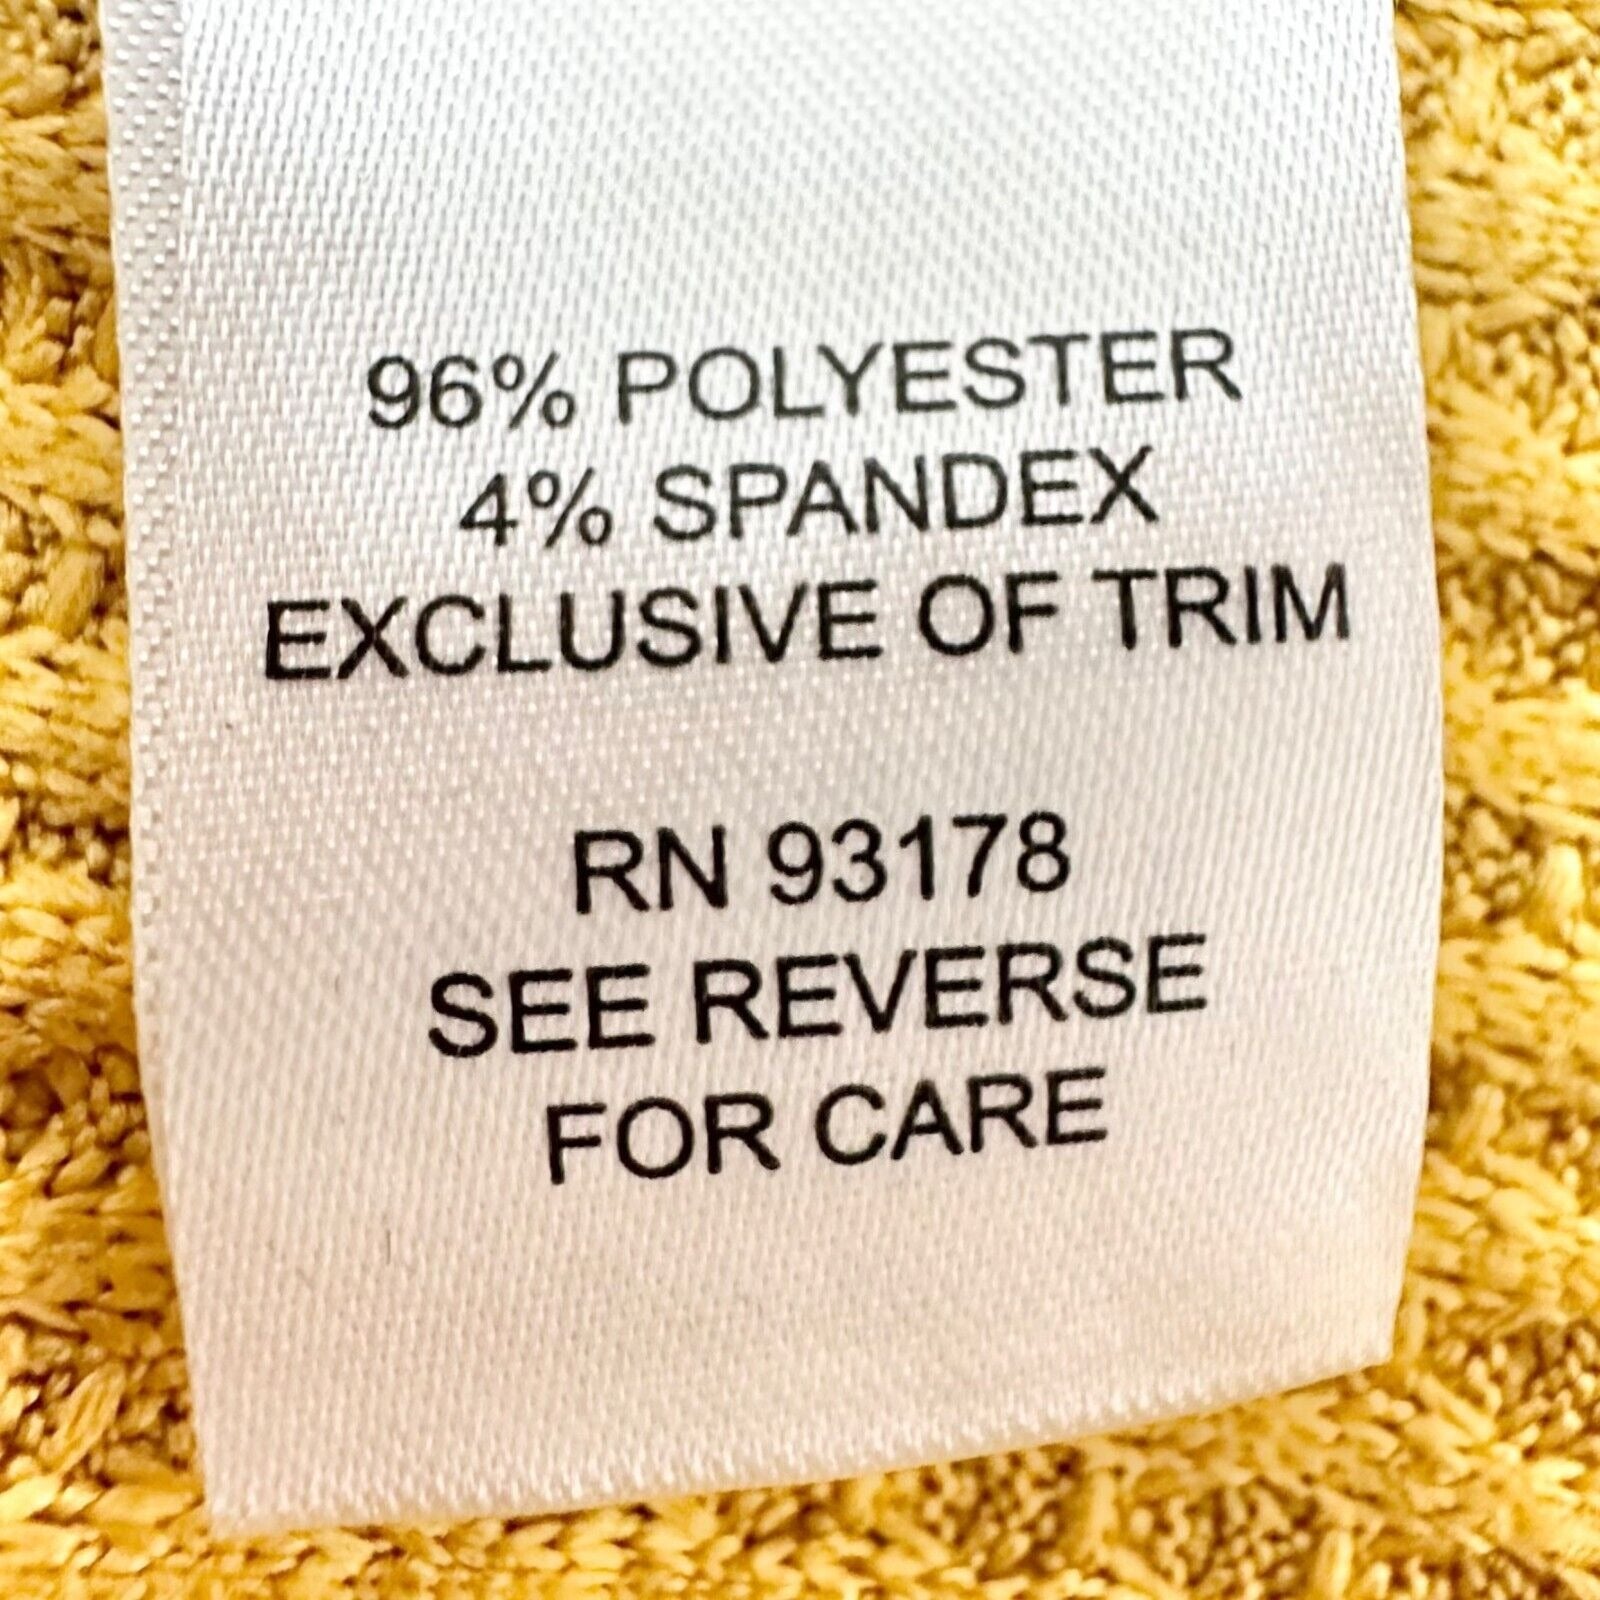 96% POLYESTER
4% SPANDEX
EXCLUSIVE OF TRIM
RN 93178
SEE REVERSE
FOR CARE